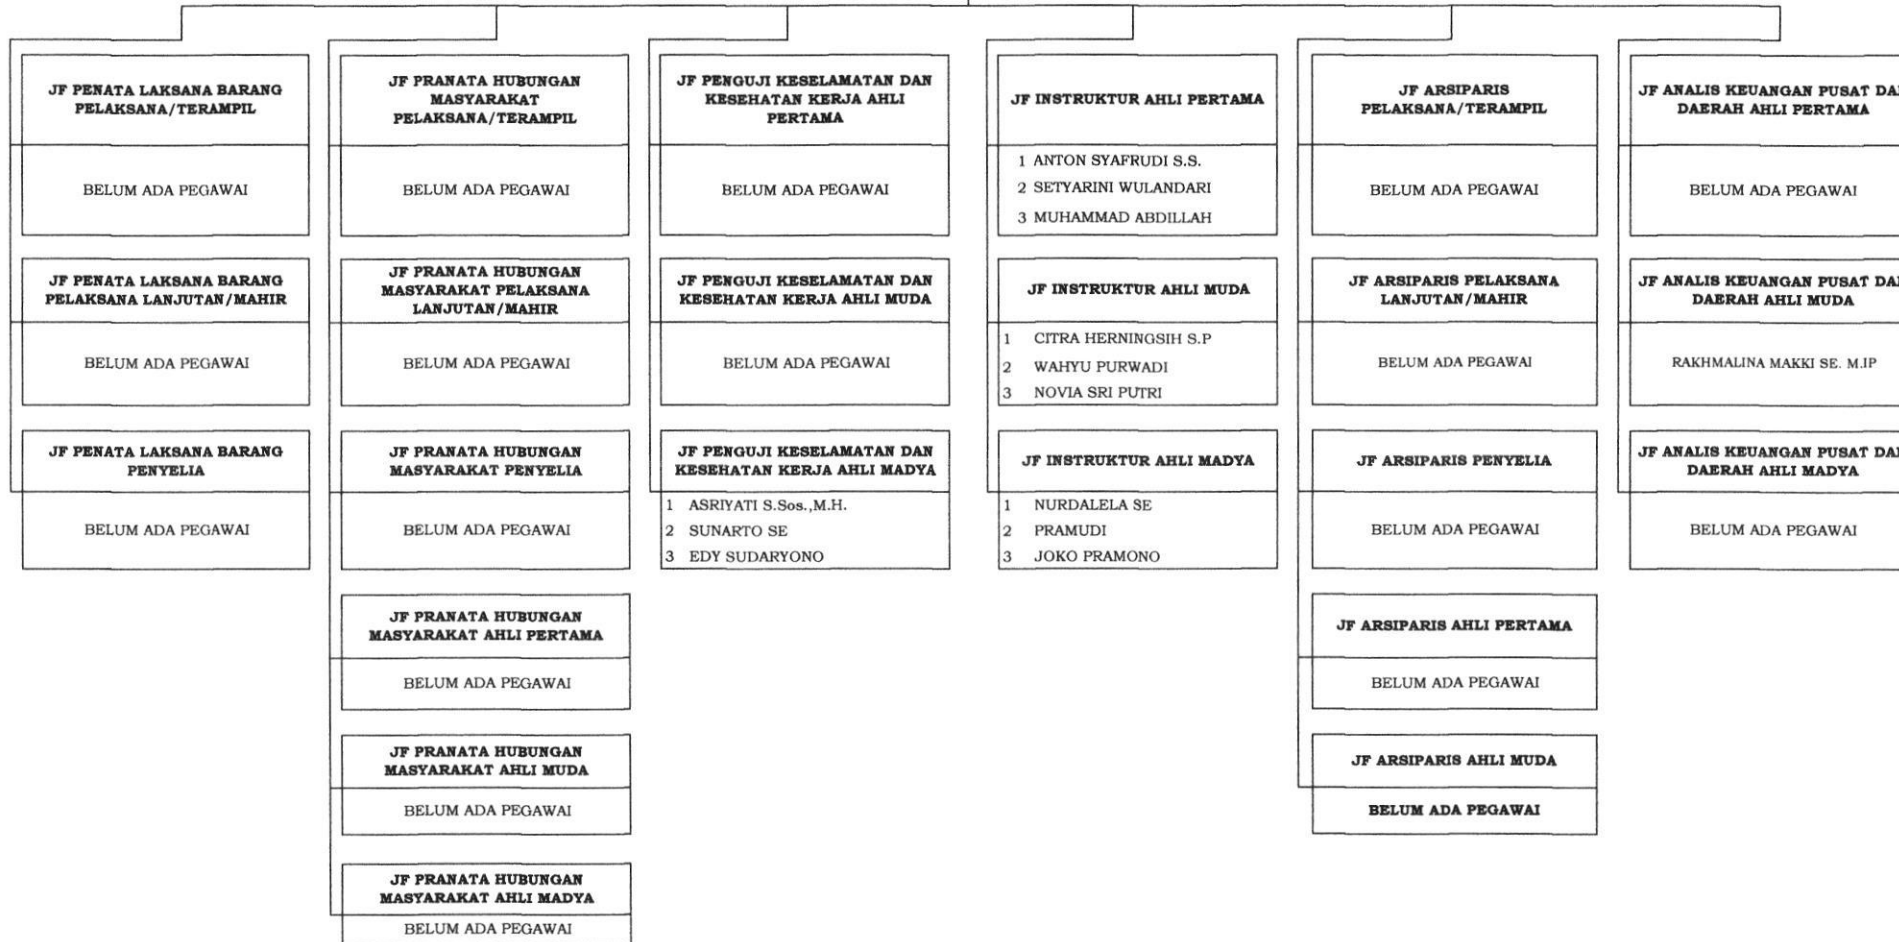 JF PENATA LAKSANA BARANG
PELAKSANA/TERAMPIL
BELUM ADA PEGAWAI
JF PENATA LAKSANA BARANG
PELAKSANA LANJUTAN/MAHIR
BELUM ADA PEGAWAI
JF PENATA LAKSANA BARANG
PENYELIA
BELUM ADA PEGAWAI
JF PRANATA HUBUNGAN
MASYARAKAT
PELAKSANA/TERAMPIL
BELUM ADA PEGAWAI
JF PRANATA HUBUNGAN
MASYARAKAT PELAKSANA
LANJUTAN/MAHIR
BELUM ADA PEGAWAI
JF PRANATA HUBUNGAN
MASYARAKAT PENYELIA
BELUM ADA PEGAWAI
JF PRANATA HUBUNGAN
MASYARAKAT AHLI PERTAMA
BELUM ADA PEGAWAI
JF PRANATA HUBUNGAN
MASYARAKAT AHLI MUDA
BELUM ADA PEGAWAI
JF PRANATA HUBUNGAN
MASYARAKAT AHLI MADYA
BELUM ADA PEGAWAI
JF PENGUJI KESELAMATAN DAN
KESEHATAN KERJA AHLI
PERTAMA
BELUM ADA PEGAWAI
JF PENGUJI KESELAMATAN DAN
KESEHATAN KERJA AHLI MUDA
BELUM ADA PEGAWAI
JF PENGUJI KESELAMATAN DAN
KESEHATAN KERJA AHLI MADYA
1 ASRIYATI S.Sos.,M.H.
2 SUNARTO SE
3 EDY SUDARYONO
JF INSTRUKTUR AHLI PERTAMA
1 ANTON SYAFRUDI S.S.
2 SETYARINI WULANDARI
3 MUHAMMAD ABDILLAH
JF INSTRUKTUR AHLI MUDA
1 CITRA HERNINGSIH S.P
2 WAHYU PURWADI
3 NOVIA SRI PUTRI
JF INSTRUKTUR AHLI MADYA
1 NURDALELA SE
2 PRAMUDI
3 JOKO PRAMONO
JF ARSIPARIS
PELAKSANA/TERAMPIL
BELUM ADA PEGAWAI
JF ARSIPARIS PELAKSANA
LANJUTAN/MAHIR
BELUM ADA PEGAWAI
JF ARSIPARIS PENYELIA
BELUM ADA PEGAWAI
JF ARSIPARIS AHLI PERTAMA
BELUM ADA PEGAWAI
JF ARSIPARIS AHLI MUDA
BELUM ADA PEGAWAI
JF ANALIS KEUANGAN PUSAT
DAERAH AHLI PERTAMA
BELUM ADA PEGAWAI
JF ANALIS KEUANGAN PUSAT
DAERAH AHLI MUDA
RAKHMALINA MAKKI SE. M.IP
JF ANALIS KEUANGAN PUSAT
DAERAH AHLI MADYA
BELUM ADA PEGAWAI